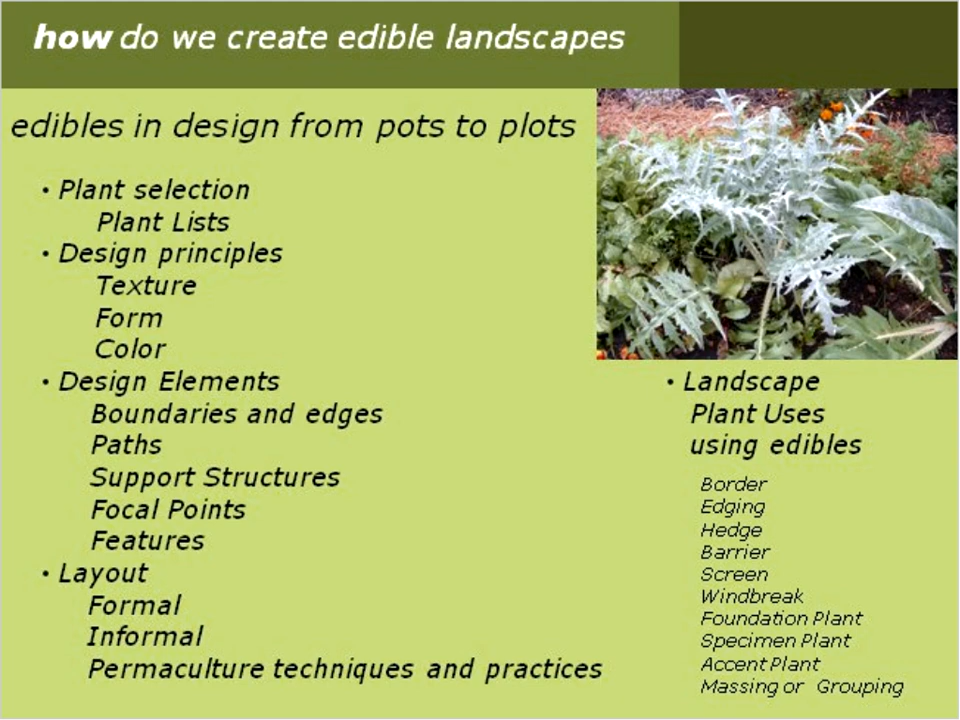 how do we create edible landscapes
edibles in design from pots to plots
• Plant selection
Plant Lists
• Design principles
Texture
Form
Color
• Design Elements
Boundaries and edges
Paths
Support Structures
Focal Points
Features
• Layout
Formal
Informal
Permaculture techniques and practices
• Landscape
Plant Uses
using edibles
Border
Edging
Hedge
Barrier
Screen
Windbreak
Foundation Plant
Specimen Plant
Accent Plant
Massing or Grouping